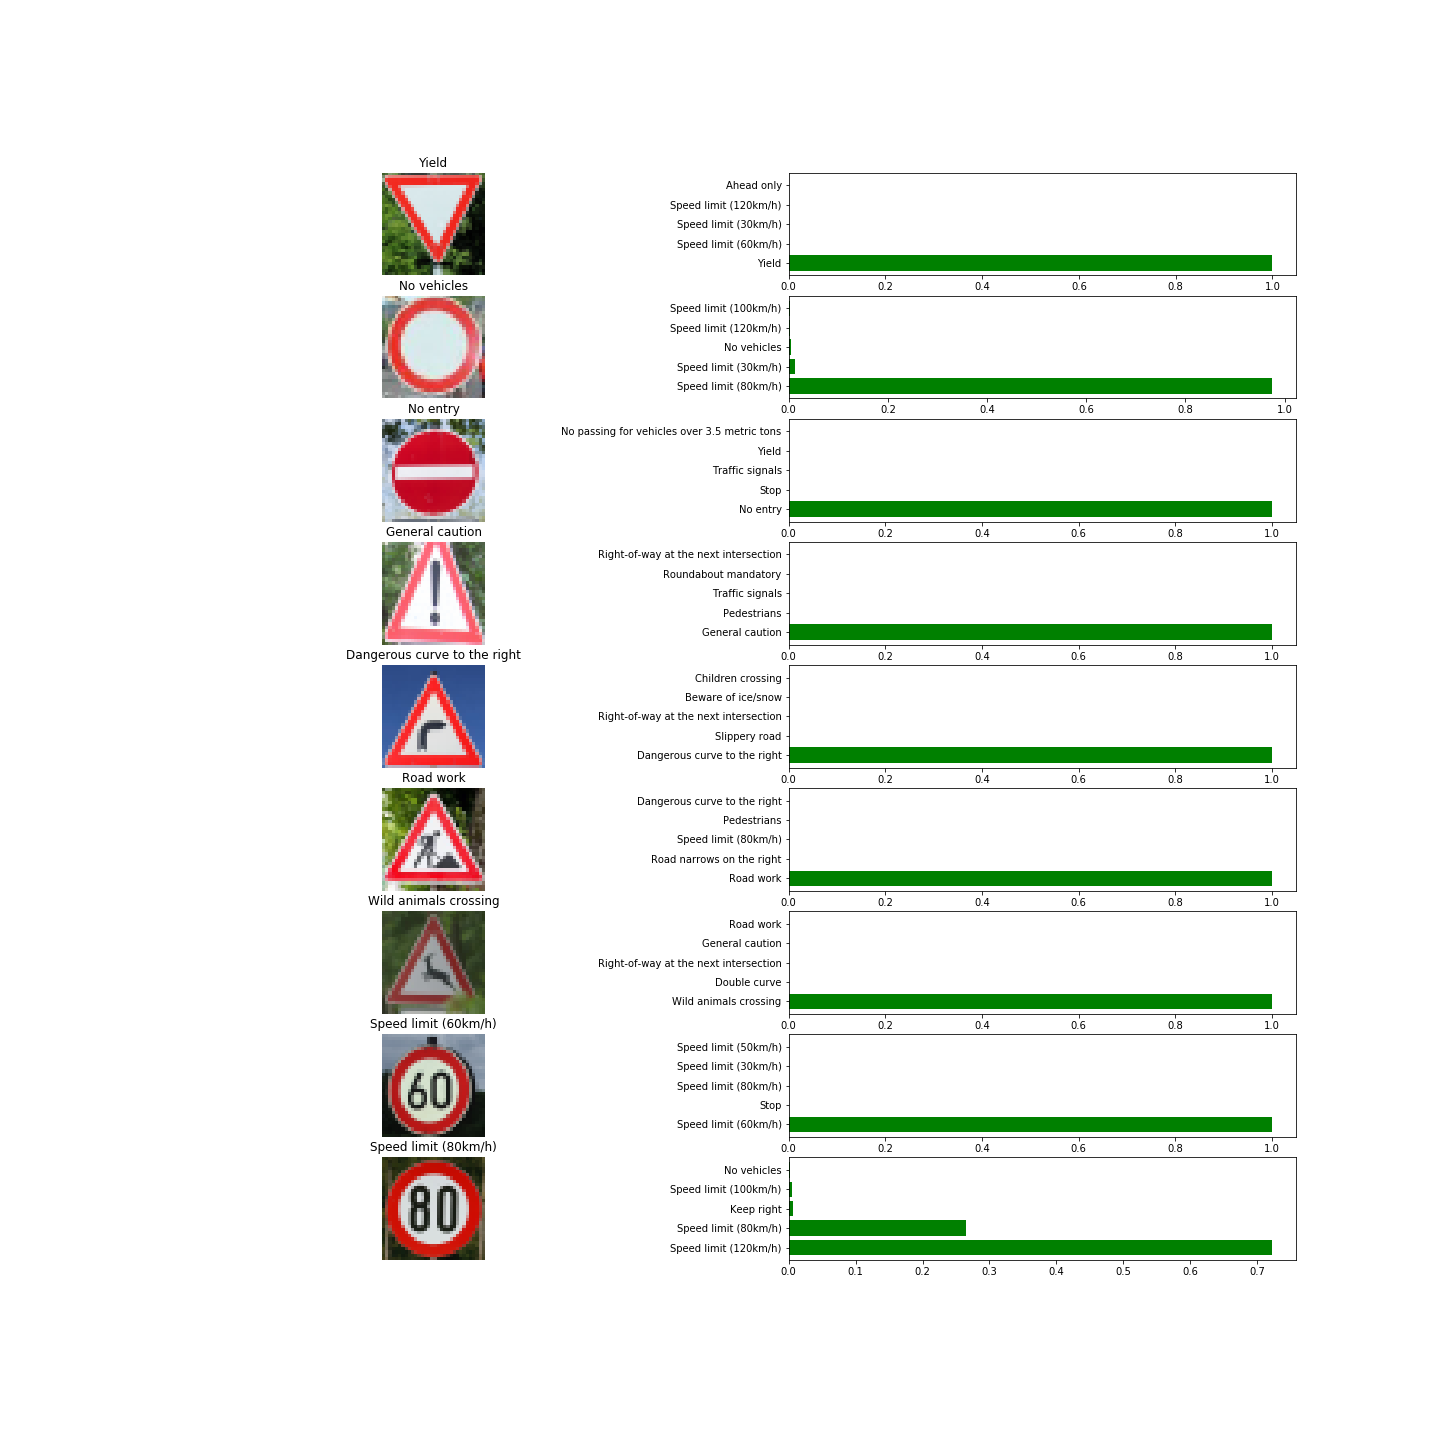 Yield
Ahead only
Speed limit (120km/h)
Speed limit (30km/h)
Speed limit (60km/h)
Yield
0.0 0.2 0.4 0.6 0.8 1.0
No vehicles
Speed limit (100km/h)
Speed limit (120km/h)
No vehicles
Speed limit (30km/h)
Speed limit (80km/h)
0.0 0.2 0.4 0.6 0.8 1.0
No entry
No passing for vehicles over 3.5 metric tons
Yield
Traffic signals
Stop
No entry
0.0 0.2 0.4 0.6 0.8 1.0
General caution
Right-of-way at the next intersection
Roundabout mandatory
Traffic signals
Pedestrians
General caution
0.0 0.2 0.4 0.6 0.8 1.0
Dangerous curve to the right
Children crossing
Beware of ice/snow
Right-of-way at the next intersection
Slippery road
Dangerous curve to the right
0.0 0.2 0.4 0.6 0.8 1.0
Road work
Dangerous curve to the right
Pedestrians
Speed limit (80km/h)
Road narrows on the right
Road work
0.0 0.2 0.4 0.6 0.8 1.0
Wild animals crossing
Road work
General caution
Right-of-way at the next intersection
Double curve
Wild animals crossing
0.0 0.2 0.4 0.6 0.8 1.0
Speed limit (60km/h)
60
Speed limit (50km/h)
Speed limit (30km/h)
Speed limit (80km/h)
Stop
Speed limit (60km/h)
0.0 0.2 0.4 0.6 0.8 1.0
Speed limit (80km/h)
80
No vehicles
Speed limit (100km/h)
Keep right
Speed limit (80km/h)
Speed limit (120km/h)
0.0 0.1 0.2 0.3 0.4 0.5 0.6 0.7